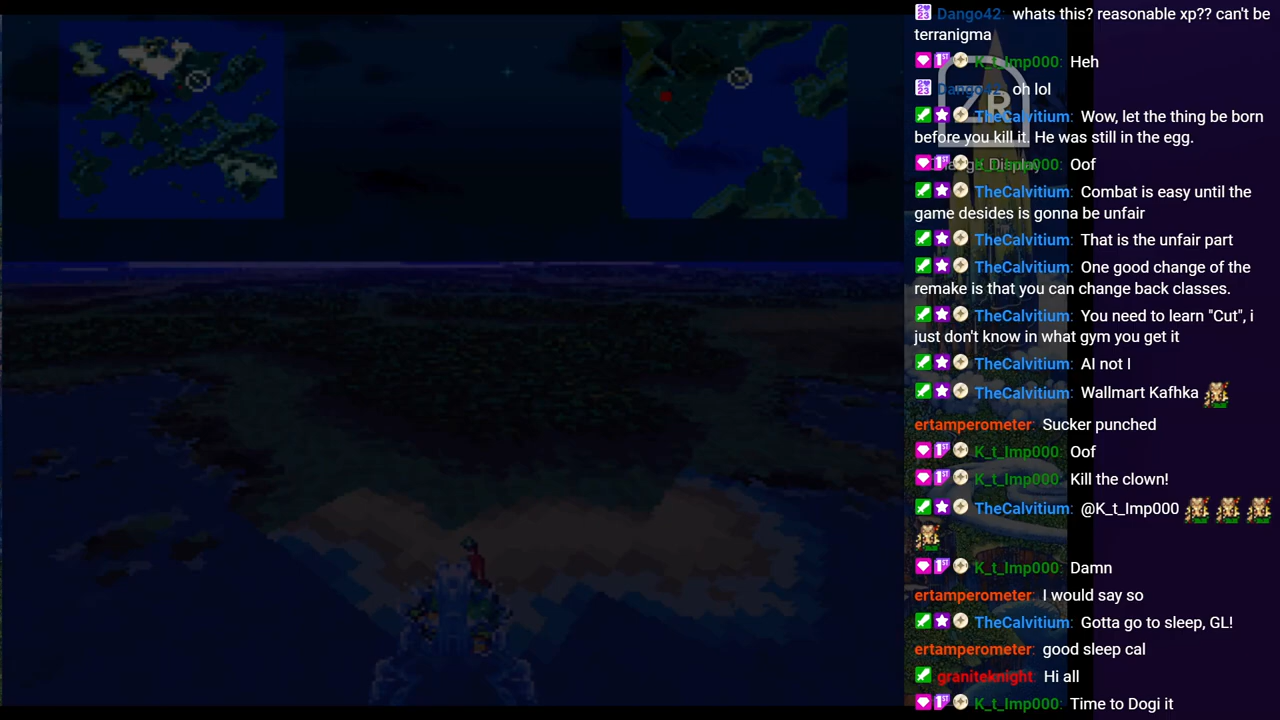 Dango42: whats this? reasonable xp?? can't be
terranigma
K_t_Imp000: Heh
Dango42: oh lol
TheCalvitium: Wow, let the thing be born
before you kill it. He was still in the egg.
K_t_Imp000: Oof
TheCalvitium: Combat is easy until the
game desides is gonna be unfair
TheCalvitium: That is the unfair part
TheCalvitium: One good change of the
remake is that you can change back classes.
TheCalvitium: You need to learn "Cut", i
just don't know in what gym you get it
TheCalvitium: AI not I
TheCalvitium: Wallmart Kafhka
ertamperometer: Sucker punched
K_t_Imp000: Oof
K_t_Imp000: Kill the clown!
TheCalvitium: @K_t_Imp000
K_t_Imp000: Damn
ertamperometer: I would say so
TheCalvitium: Gotta go to sleep, GL!
ertamperometer: good sleep cal
graniteknight: Hi all
K_t_Imp000: Time to Dogi it
ZR
Display